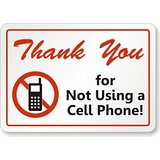 Thank You
for
Not Using a
Cell Phone!